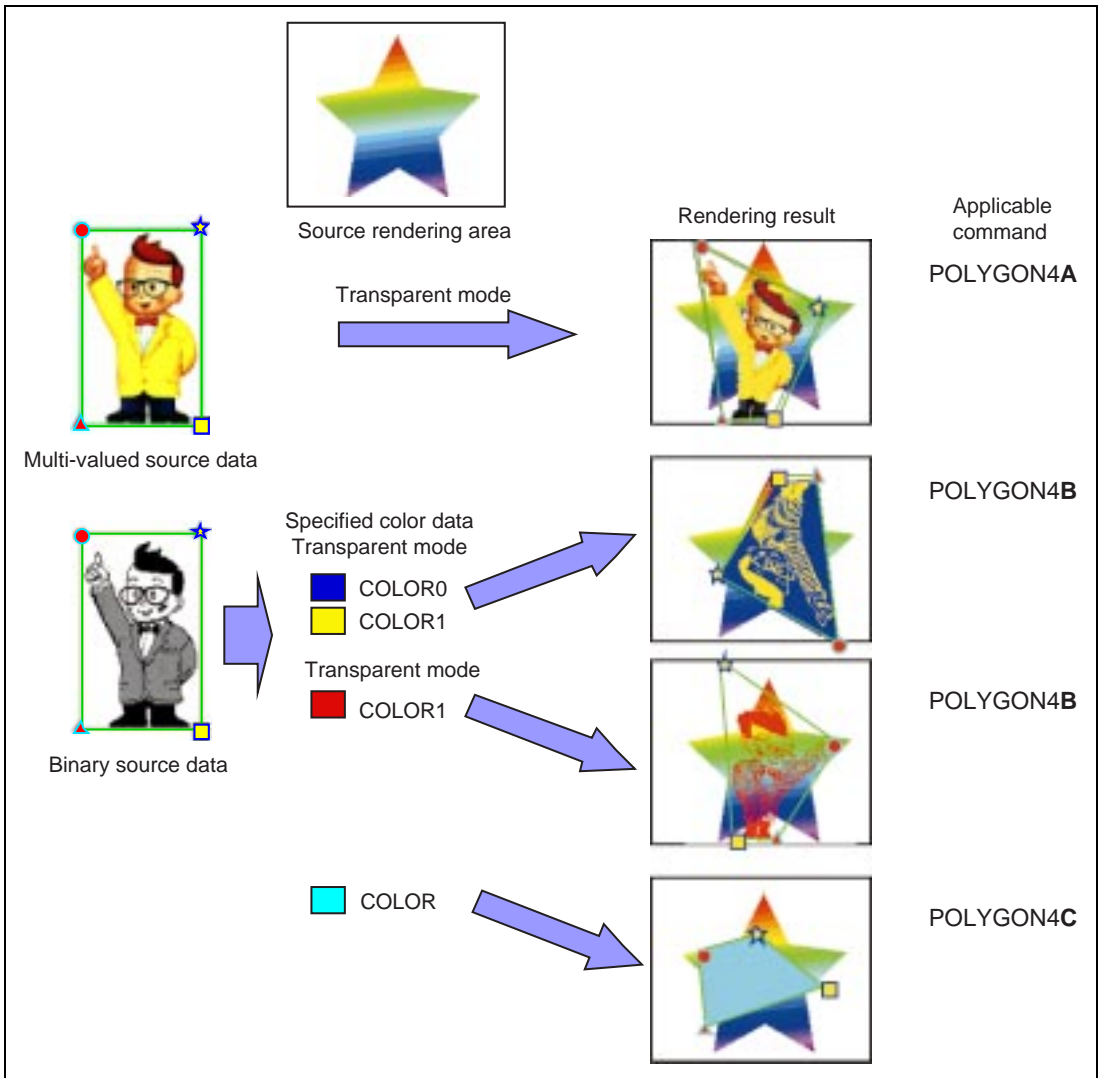 Source rendering area
Rendering result
Applicable
command
Transparent mode
POLYGON4A
Multi-valued source data
Specified color data
Transparent mode
COLOR0
COLOR1
POLYGON4B
Transparent mode
COLOR1
POLYGON4B
Binary source data
COLOR
POLYGON4C